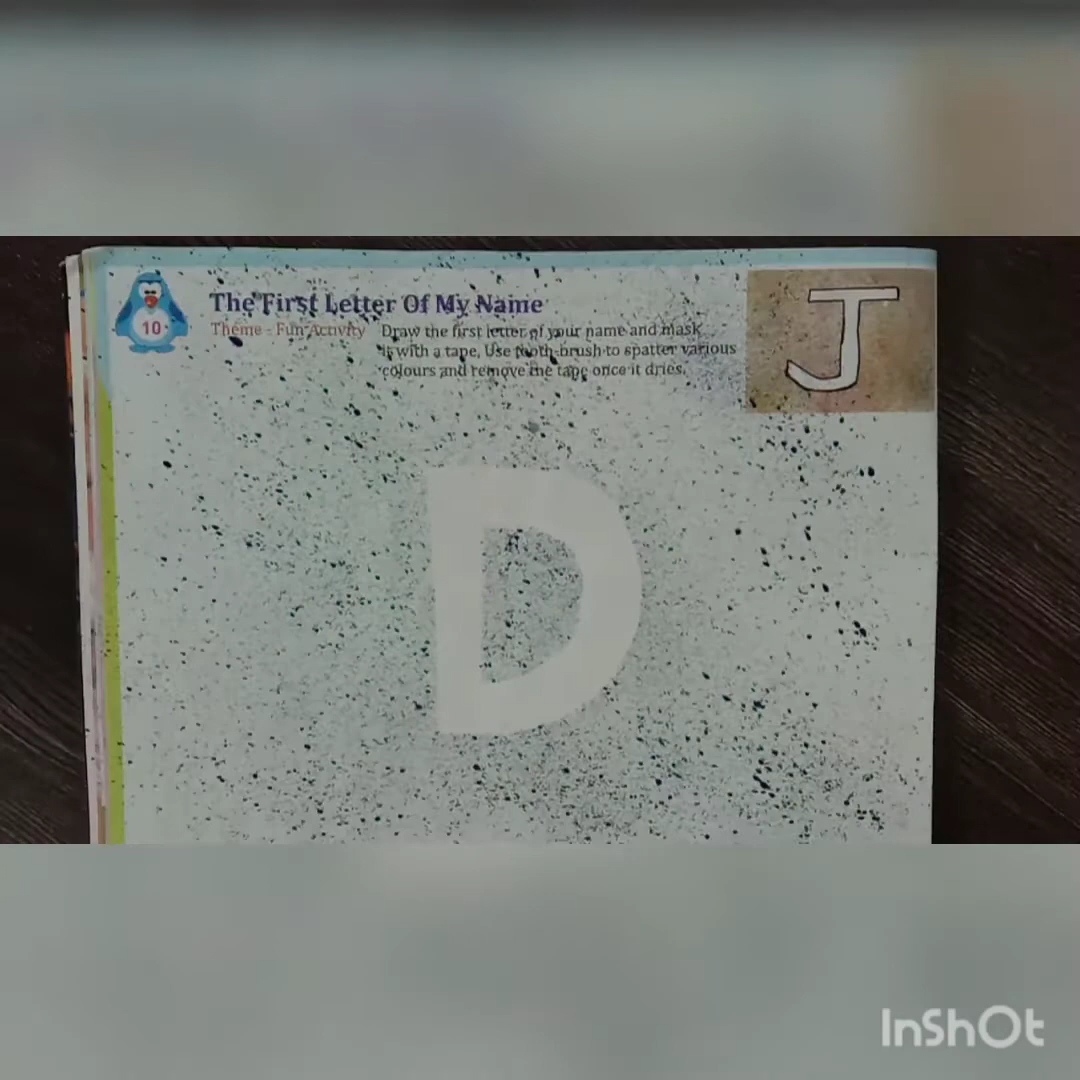 The First Letter Of My Name
10
Theme - Fun Activity
Draw the first letter of your name and mask
it with a tape. Use tooth-brush to spatter various
colours and remove the tape once it dries.
J
D
InShOt